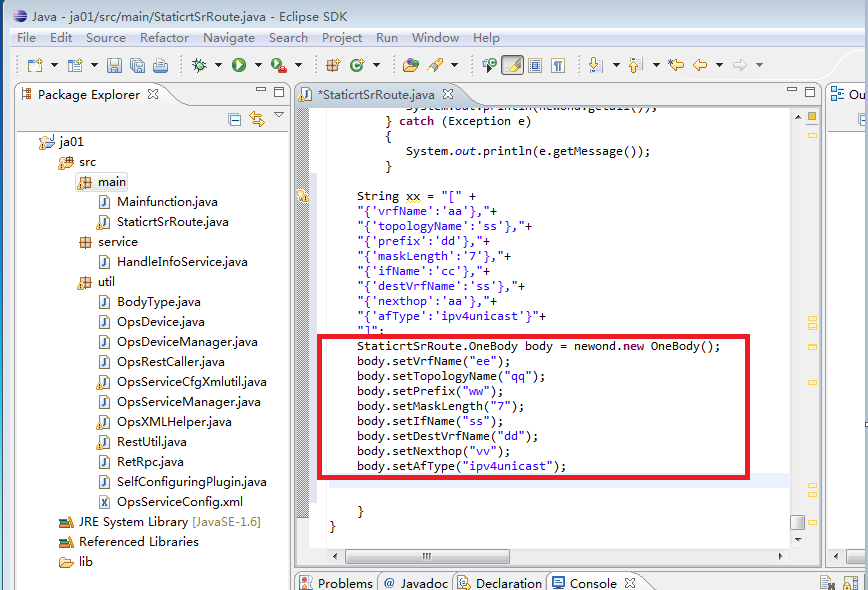 Java - ja01/src/main/StaticrtSrRoute.java - Eclipse SDK
File Edit Source Refactor Navigate Search Project Run Window Help
Package Explorer
*StaticrtSrRoute.java
Ou
ja01
src
main
Mainfunction.java
StaticrtSrRoute.java
service
HandleInfoService.java
util
BodyType.java
OpsDevice.java
OpsDeviceManager.java
OpsRestCaller.java
OpsServiceCfgXmlutil.java
OpsServiceManager.java
OpsXMLHelper.java
RestUtil.java
RetRpc.java
SelfConfiguringPlugin.java
OpsServiceConfig.xml
JRE System Library [JavaSE-1.6]
Referenced Libraries
lib
System.out.println(newond.getall());
} catch (Exception e)
{
System.out.println(e.getMessage());
}
String xx = "[" +
"{'vrfName':'aa'},"+
"{'topologyName':'ss'},"+
"{'prefix':'dd'},"+
"{'maskLength':'7'},"+
"{'ifName':'cc'},"+
"{'destVrfName':'ss'},"+
"{'nexthop':'aa'},"+
"{'afType':'ipv4unicast'}"+
"]";
StaticrtSrRoute.OneBody body = newond.new OneBody();
body.setVrfName("ee");
body.setTopologyName("qq");
body.setPrefix("ww");
body.setMaskLength("7");
body.setIfName("ss");
body.setDestVrfName("dd");
body.setNexthop("vv");
body.setAfType("ipv4unicast");
}
}
Problems @ Javadoc Declaration Console